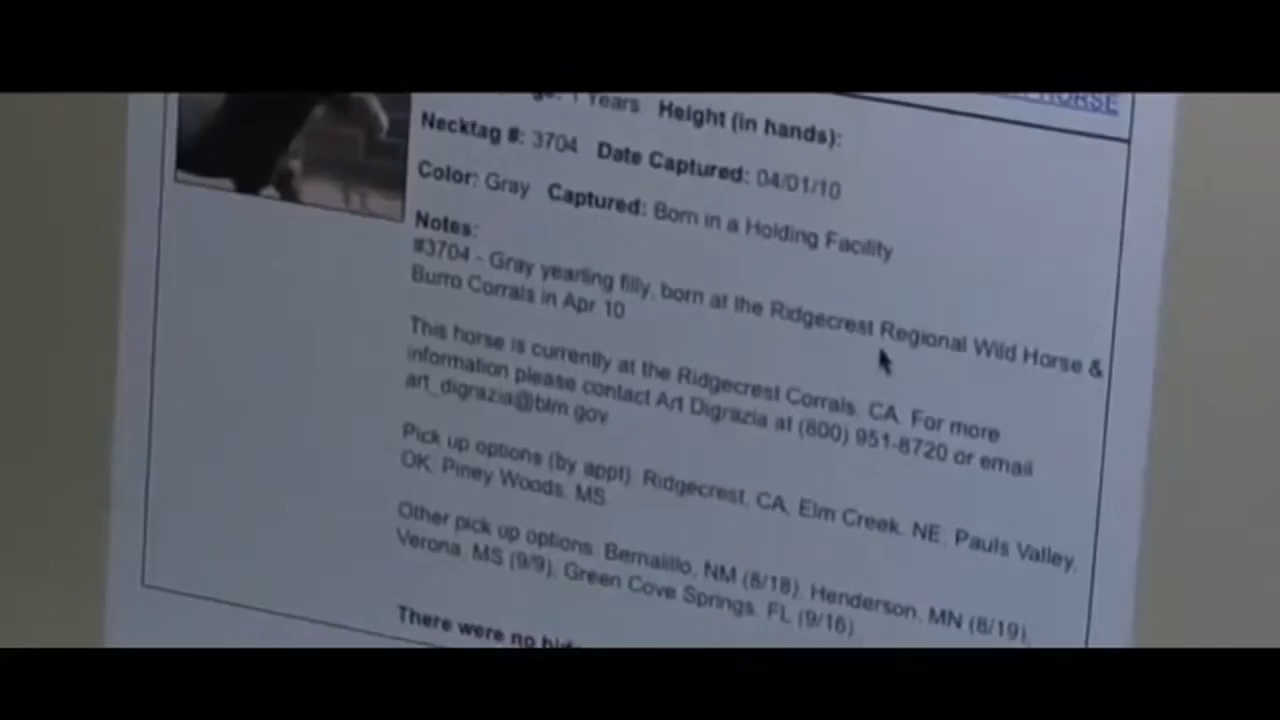 HORSE
1 Years Height (in hands):
Necktag #: 3704 Date Captured: 04/01/10
Color: Gray Captured: Born in a Holding Facility
Notes:
#3704 - Gray yearling filly, born at the Ridgecrest Regional Wild Horse &
Burro Corrals in Apr 10
This horse is currently at the Ridgecrest Corrals, CA. For more
information please contact Art Digrazia at (800) 951-8720 or email
art_digrazia@blm.gov
Pick up options (by appt): Ridgecrest, CA, Elm Creek, NE, Pauls Valley,
OK, Piney Woods, MS
Other pick up options: Bernalillo, NM (8/18), Henderson, MN (8/19),
Verona, MS (9/9), Green Cove Springs, FL (9/16)
There were no